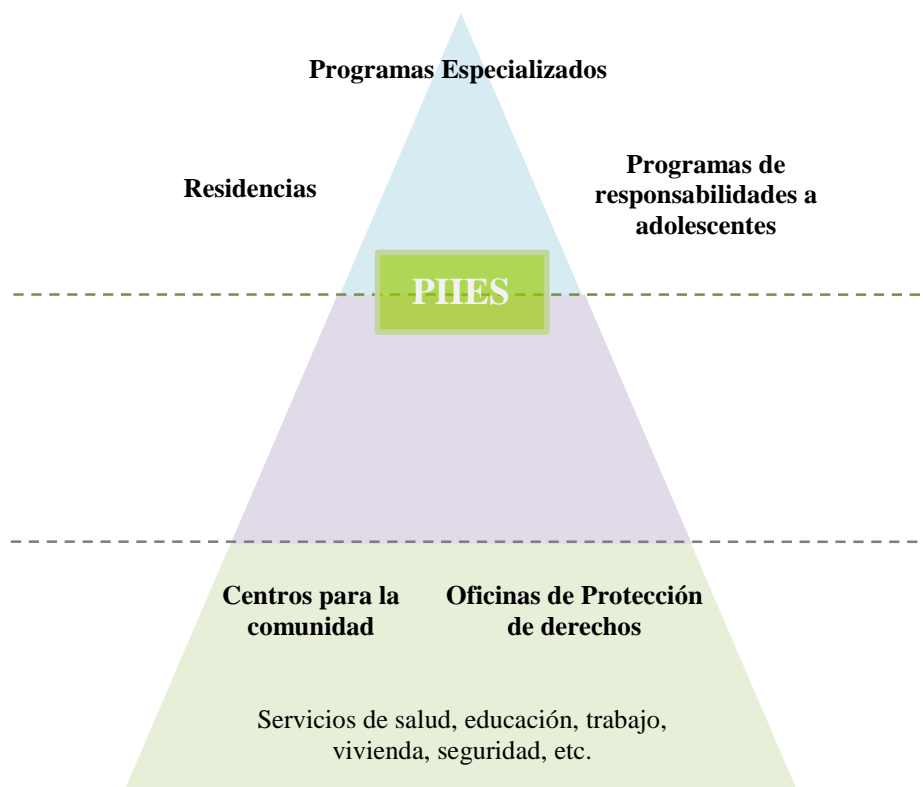 Programas Especializados
Residencias
Programas de
responsabilidades a
adolescentes
PIIES
Centros para la
comunidad
Oficinas de Protección
de derechos
Servicios de salud, educación, trabajo,
vivienda, seguridad, etc.